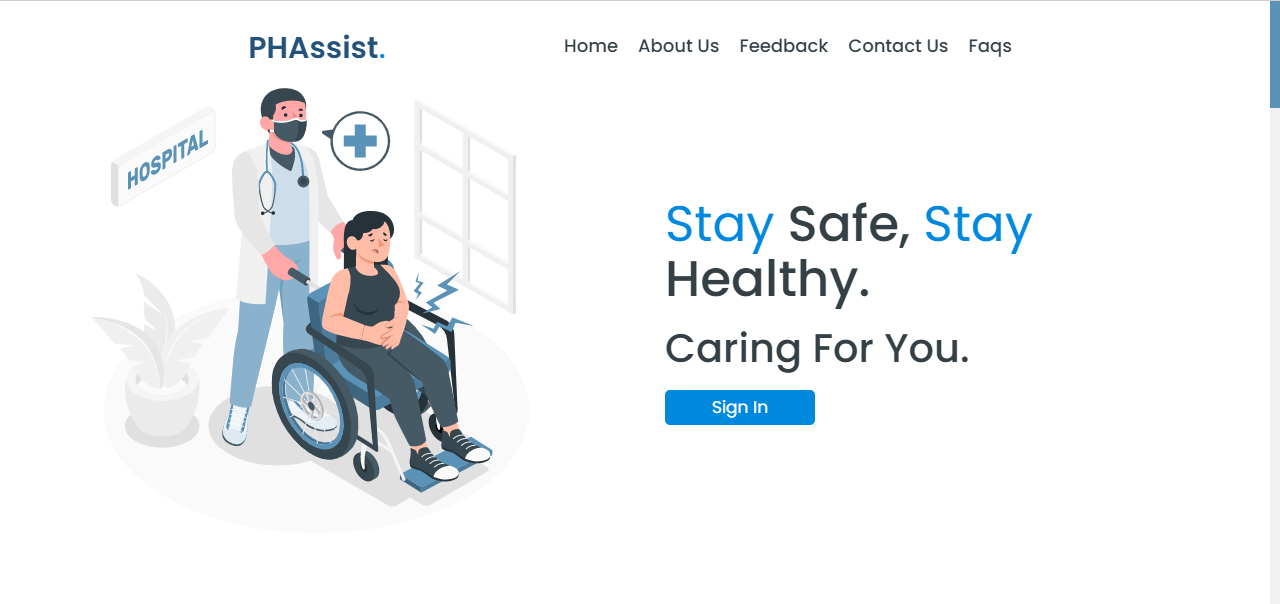 PHAssist.
Home About Us Feedback Contact Us Faqs
HOSPITAL
Stay Safe, Stay
Healthy.
Caring For You.
Sign In